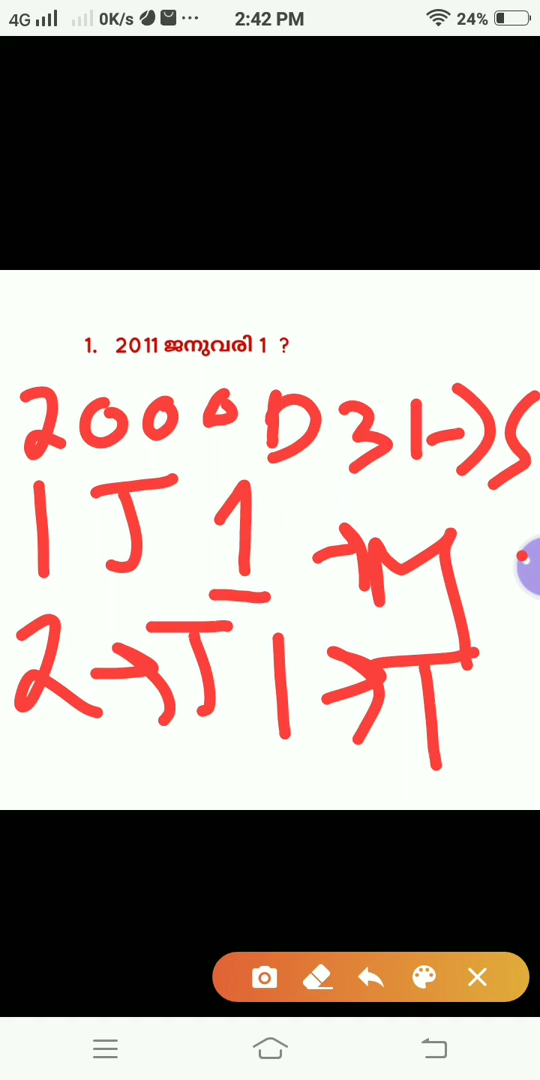 4G 0K/s ... 2:42 PM 24%
1. 2011 ജനുവരി 1 ?
2000 D 31 → S
1 J 1 → M
2 → J 1 → T